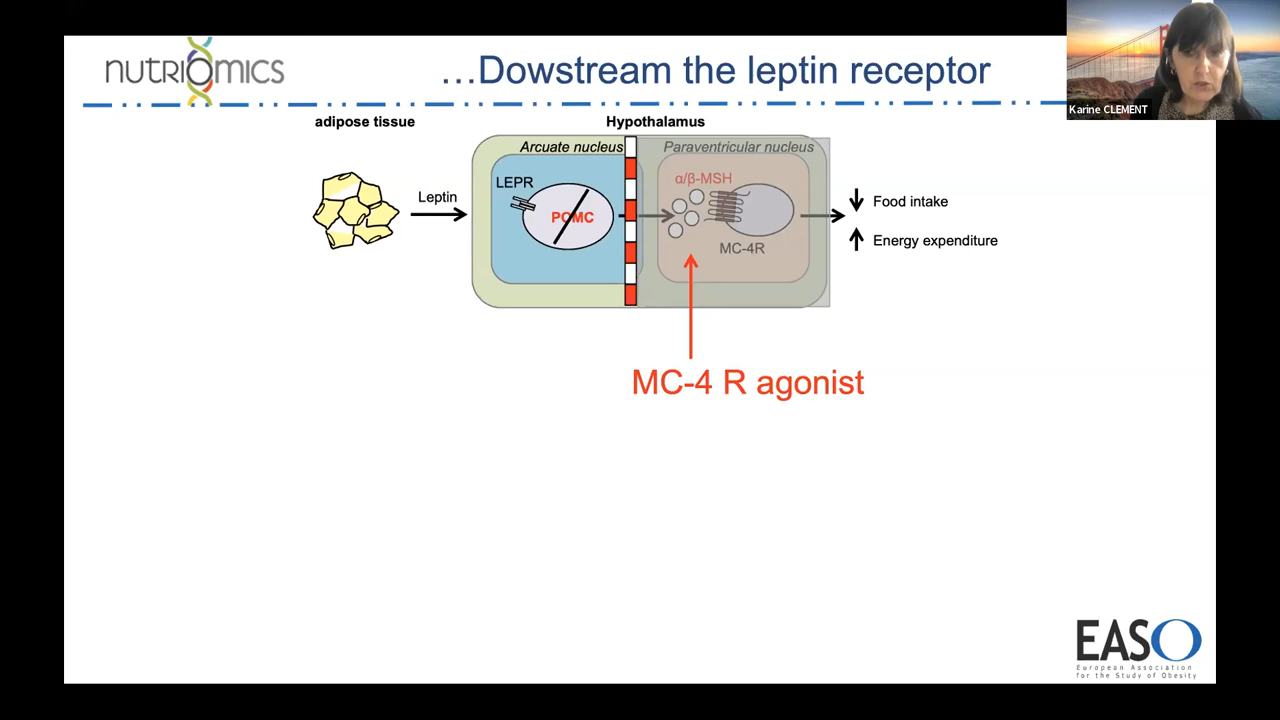 nutriomics
…Dowstream the leptin receptor
Karine CLEMENT
adipose tissue
Hypothalamus
Arcuate nucleus
Paraventricular nucleus
LEPR
α/β-MSH
Leptin
POMC
MC-4R
Food intake
Energy expenditure
MC-4 R agonist
EASO
European Association
for the Study of Obesity